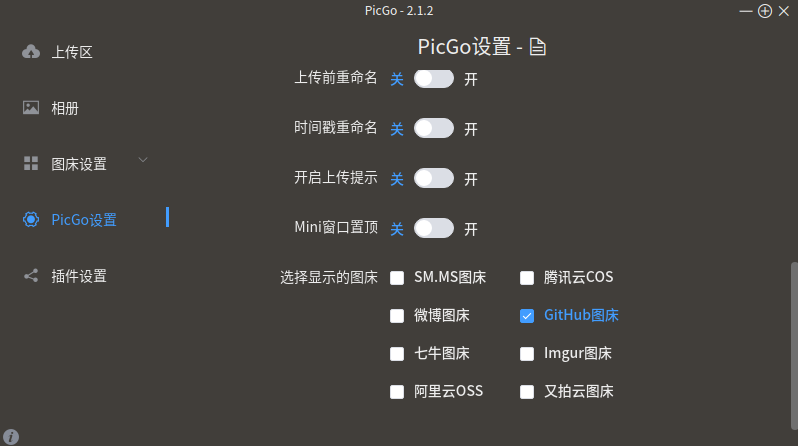 PicGo - 2.1.2
PicGo设置 -
上传区
相册
图床设置
PicGo设置
插件设置
上传前重命名 关 开
时间戳重命名 关 开
开启上传提示 关 开
Mini窗口置顶 关 开
选择显示的图床 SM.MS图床 腾讯云COS
微博图床 GitHub图床
七牛图床 Imgur图床
阿里云OSS 又拍云图床